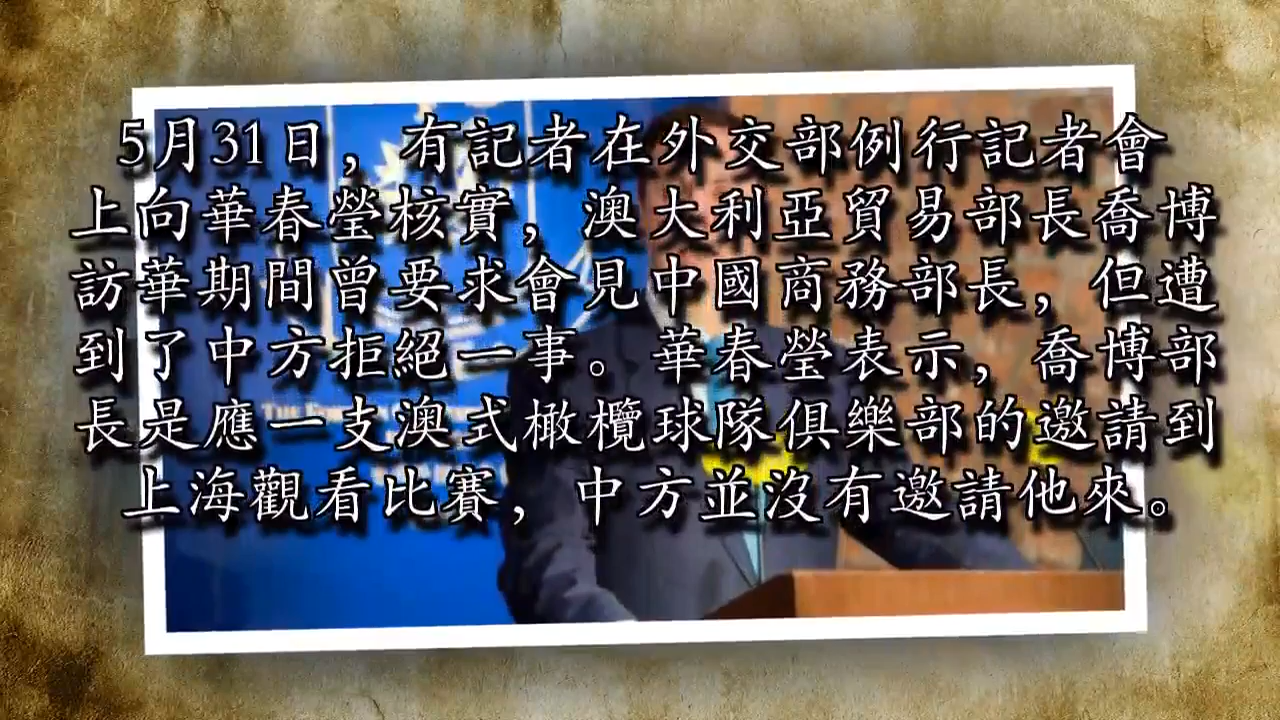 5月31日，有記者在外交部例行記者會
上向華春瑩核實，澳大利亞貿易部長喬博
訪華期間曾要求會見中國商務部長，但遭
到了中方拒絕一事。華春瑩表示，喬博部
長是應一支澳式橄欖球隊俱樂部的邀請到
上海觀看比賽，中方並沒有邀請他來。